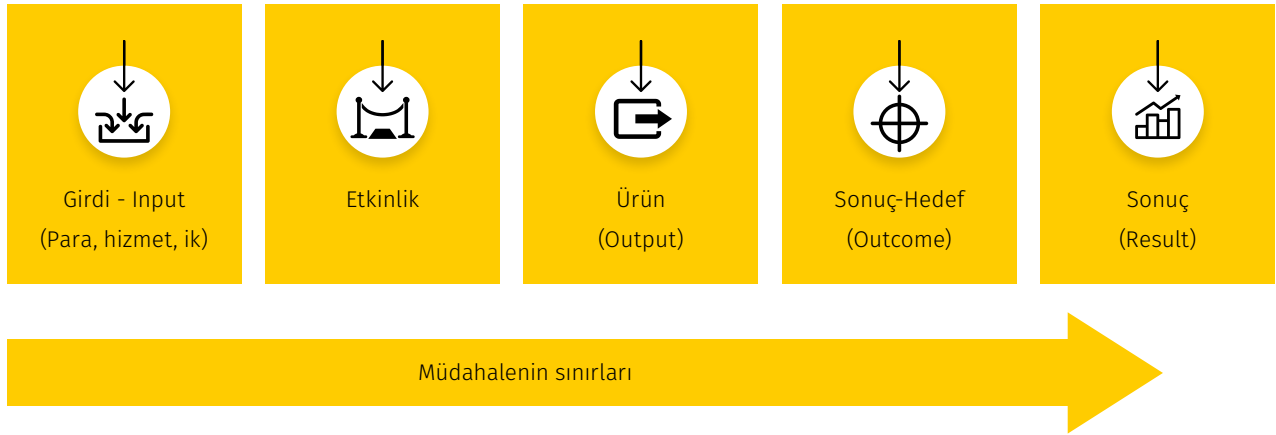 Girdi - Input
(Para, hizmet, ik)
Etkinlik
Ürün
(Output)
Sonuç-Hedef
(Outcome)
Sonuç
(Result)
Müdahalenin sınırları